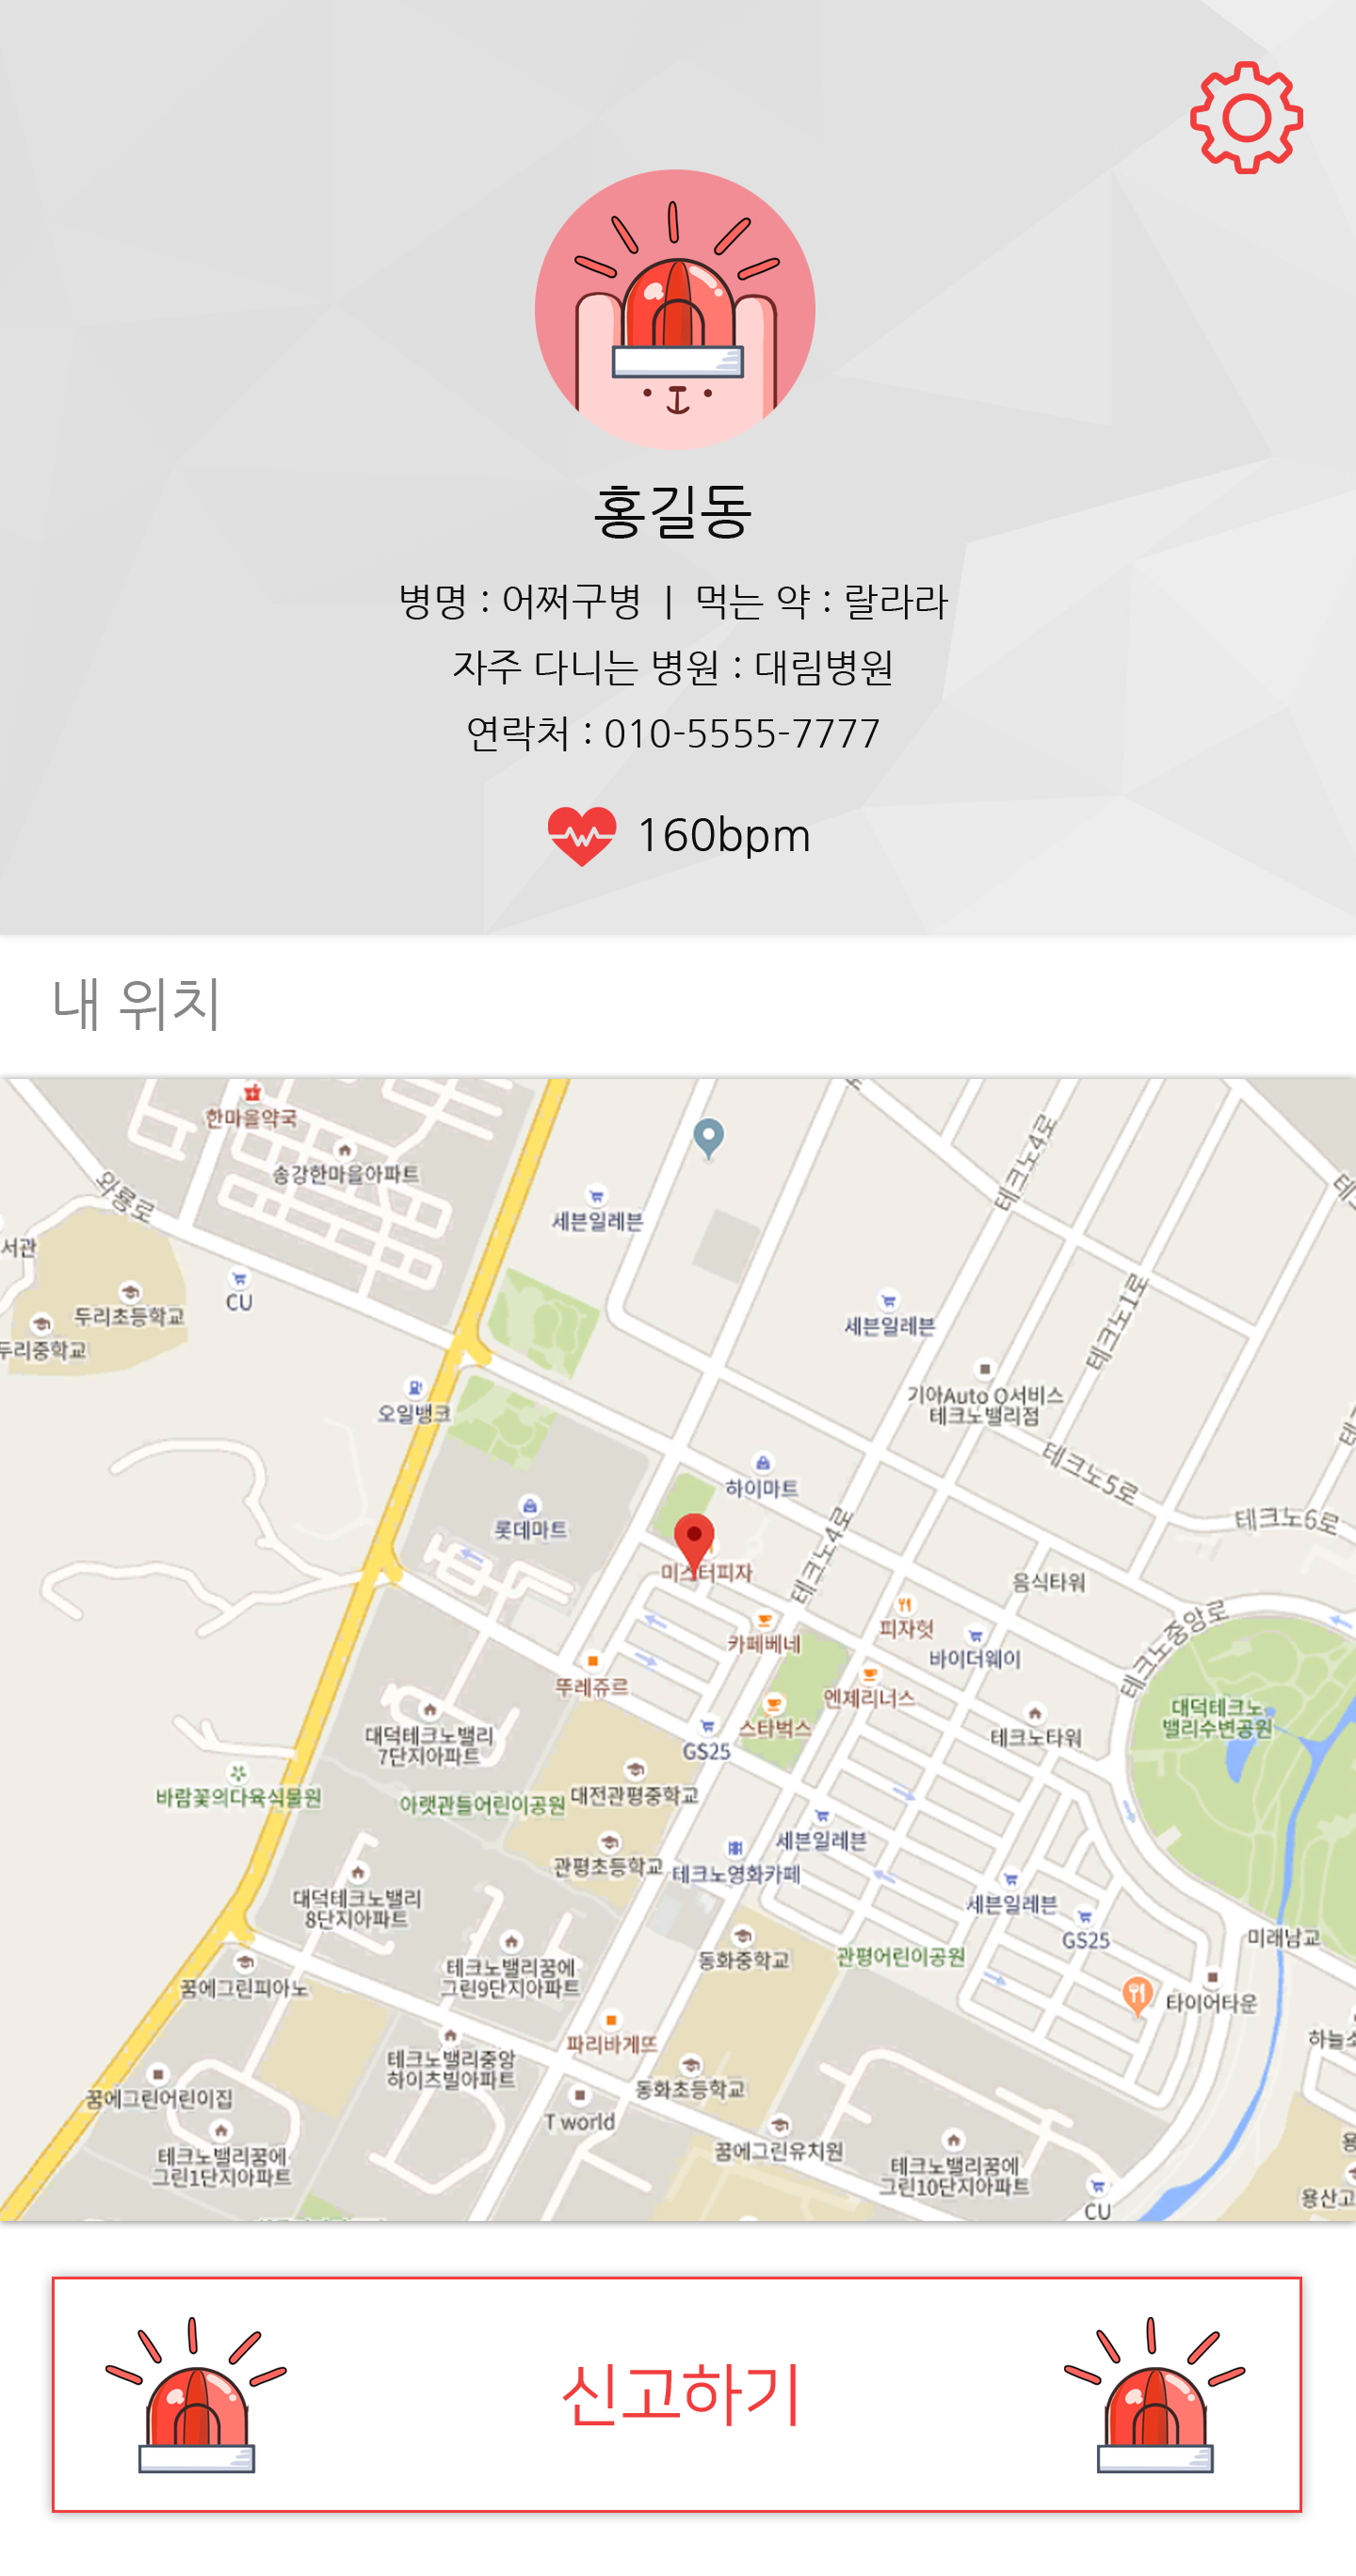 홍길동
병명 : 어쩌구병 ㅣ 먹는 약 : 랄라라
자주 다니는 병원 : 대림병원
연락처 : 010-5555-7777
160bpm
내 위치
한마을약국
송강한마을아파트
와룡로
테크노4로
세븐일레븐
서관
CU
두리초등학교
두리중학교
세븐일레븐
테크노1로
기아Auto Q서비스
테크노밸리점
오일뱅크
테크노5로
하이마트
롯데마트
테크노4로
테크노6로
미스터피자
음식타워
피자헛
카페베네
바이더웨이
테크노중앙로
뚜레쥬르
엔제리너스
대덕테크노
밸리수변공원
스타벅스
테크노타워
GS25
대덕테크노밸리
7단지아파트
바람꽃의다육식물원
아랫관들어린이공원
대전관평중학교
세븐일레븐
관평초등학교
테크노영화카페
대덕테크노밸리
8단지아파트
세븐일레븐
GS25
미래남교
동화중학교
관평어린이공원
테크노밸리꿈에
그린9단지아파트
꿈에그린피아노
타이어타운
파리바게뜨
하늘소
테크노밸리중앙
하이츠빌아파트
동화초등학교
꿈에그린어린이집
T world
꿈에그린유치원
테크노밸리꿈에
그린1단지아파트
테크노밸리꿈에
그린10단지아파트
용산고
CU
신고하기